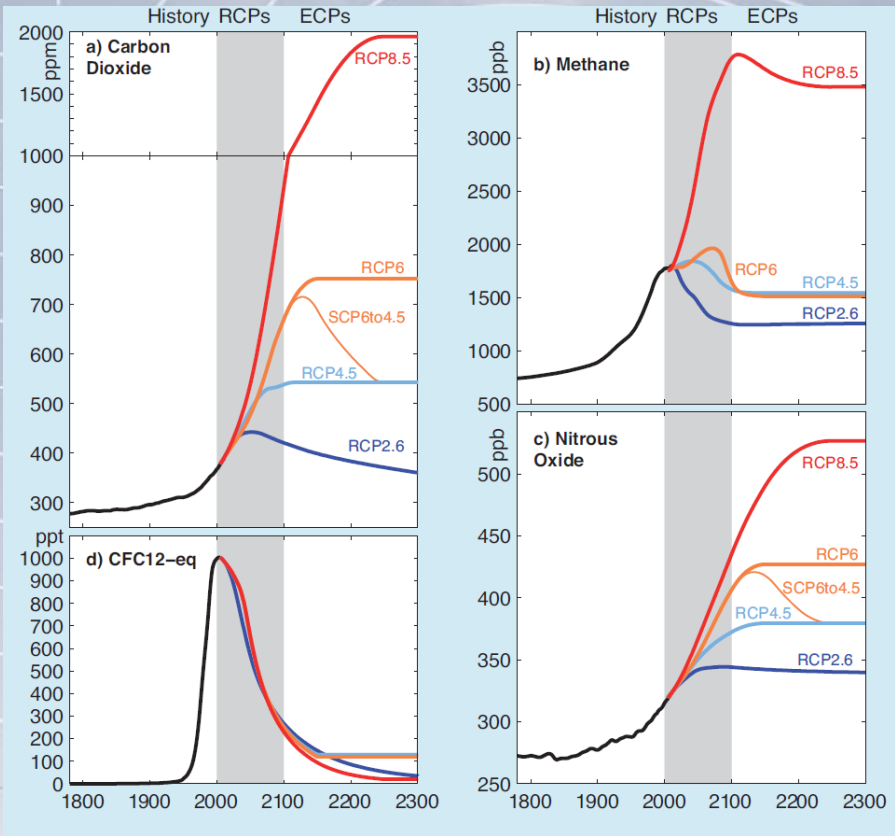 History RCPs ECPs
History RCPs ECPs
a) Carbon
Dioxide
ppm
2000
1500
1000
900
800
700
600
500
400
300
RCP8.5
RCP6
SCP6to4.5
RCP4.5
RCP2.6
b) Methane
ppb
3500
3000
2500
2000
1500
1000
500
RCP8.5
RCP6
RCP4.5
RCP2.6
c) Nitrous
Oxide
ppb
500
450
400
350
300
250
RCP8.5
RCP6
SCP6to4.5
RCP4.5
RCP2.6
1800 1900 2000 2100 2200 2300
d) CFC12–eq
ppt
1000
900
800
700
600
500
400
300
200
100
0
1800 1900 2000 2100 2200 2300